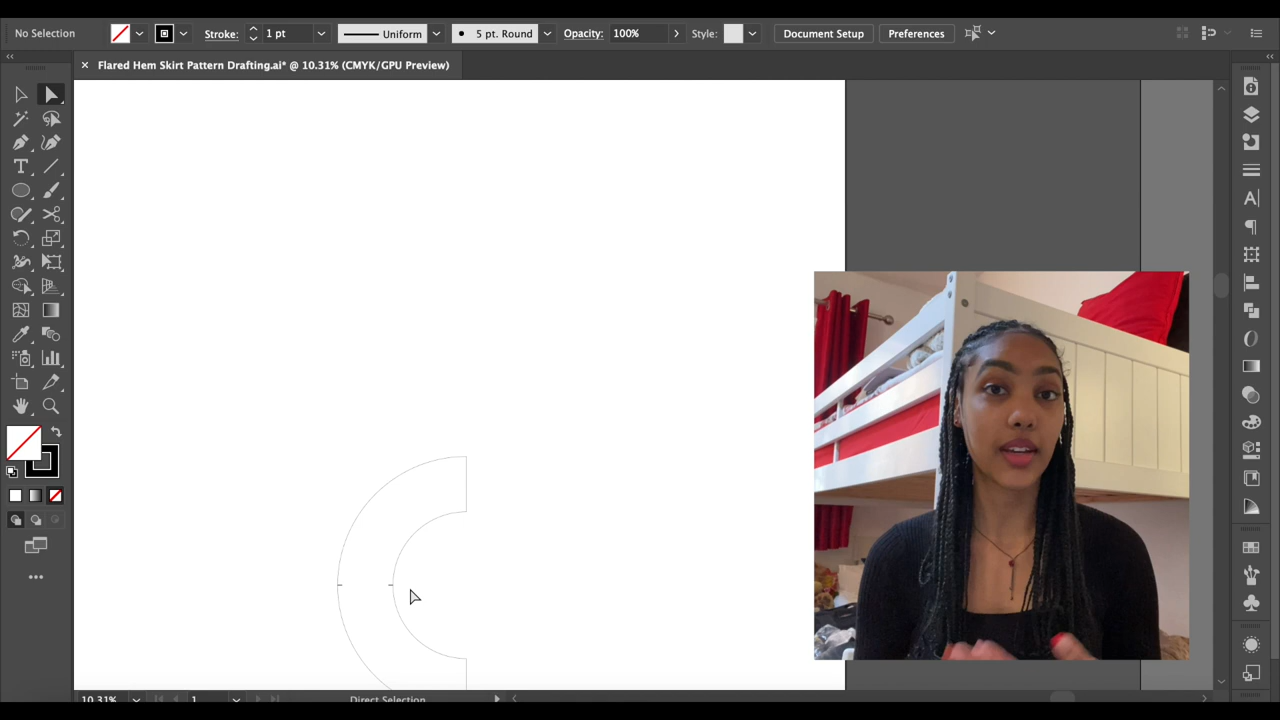 No Selection Stroke: 1 pt Uniform 5 pt. Round Opacity: 100% Style: Document Setup Preferences
Flared Hem Skirt Pattern Drafting.ai* @ 10.31% (CMYK/GPU Preview)
10.31% 1 Direct Selection